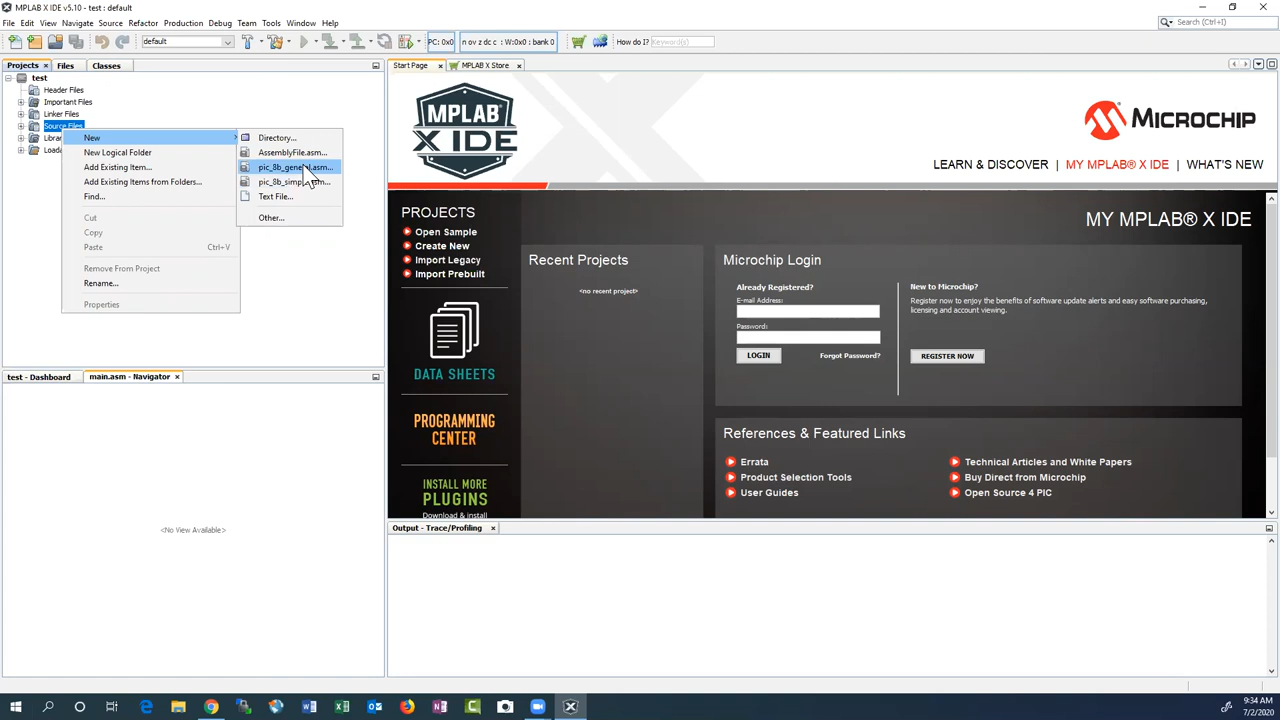 MPLAB X IDE v5.10 - test : default
File Edit View Navigate Source Refactor Production Debug Team Tools Window Help
Search (Ctrl+I)
default
PC: 0x0
n ov z dc c : W:0x0 : bank 0
How do I?
Keyword(s)
Projects
Files
Classes
test
Header Files
Important Files
Linker Files
Source Files
New
New Logical Folder
Add Existing Item...
Add Existing Items from Folders...
Find...
Cut
Copy
Paste Ctrl+V
Remove From Project
Rename...
Properties
Directory...
AssemblyFile.asm...
Text File...
Other...
test - Dashboard
main.asm - Navigator
<No View Available>
Start Page
MPLAB X Store
MPLAB
X IDE
MICROCHIP
LEARN & DISCOVER
MY MPLAB® X IDE
WHAT'S NEW
PROJECTS
Open Sample
Create New
Import Legacy
Import Prebuilt
DATA SHEETS
PROGRAMMING
CENTER
INSTALL MORE
PLUGINS
Download & install
Recent Projects
<no recent project>
MY MPLAB® X IDE
Microchip Login
Already Registered?
E-mail Address:
Password:
LOGIN
Forgot Password?
New to Microchip?
Register now to enjoy the benefits of software update alerts and easy software purchasing,
licensing and account viewing.
REGISTER NOW
References & Featured Links
Errata
Product Selection Tools
User Guides
Technical Articles and White Papers
Buy Direct from Microchip
Open Source 4 PIC
Output - Trace/Profiling
9:34 AM
7/2/2020